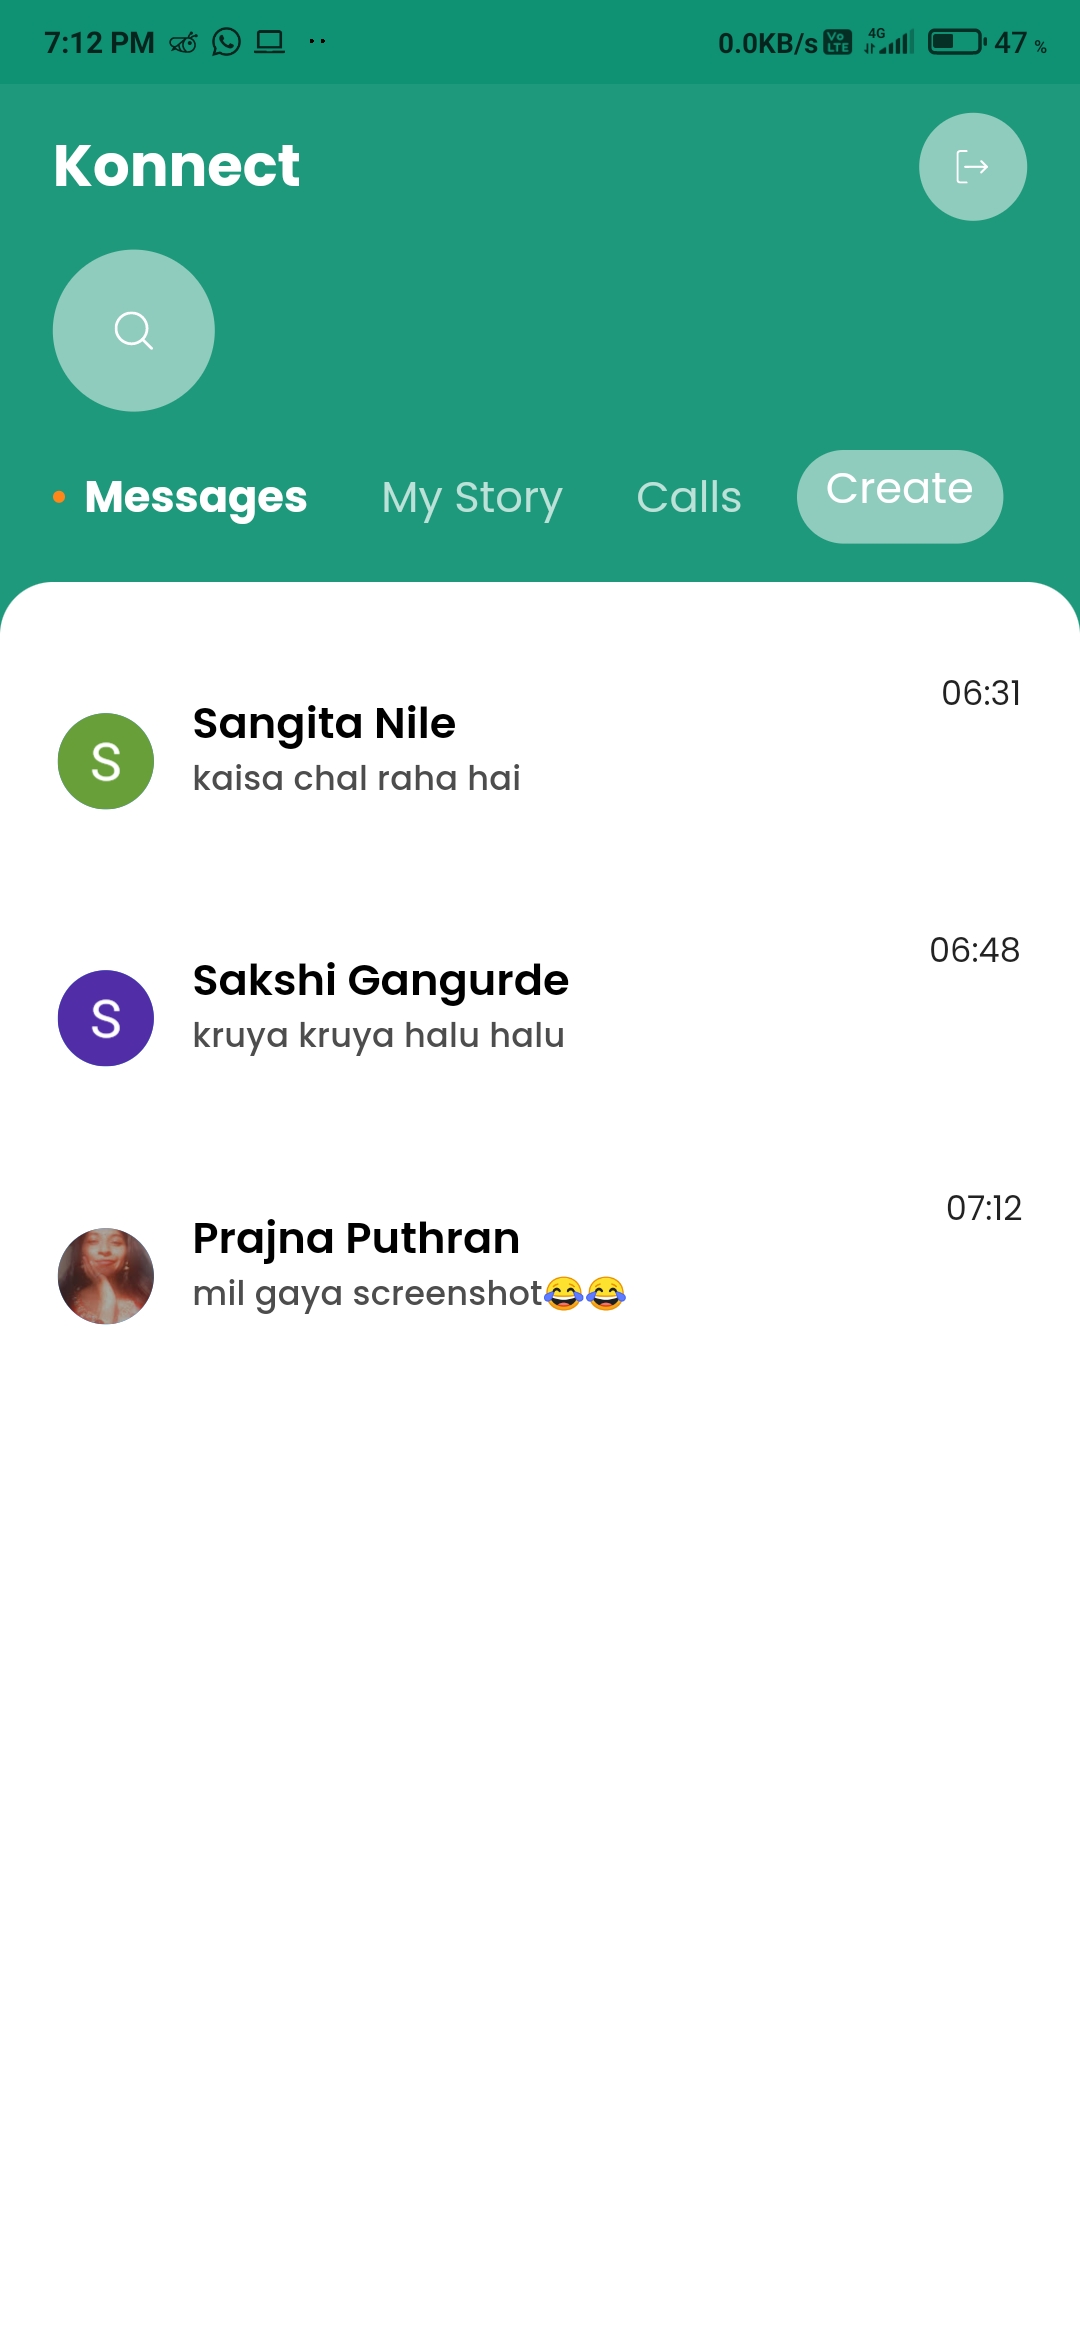 7:12 PM 0.0KB/s Vo LTE 4G 47 %
Konnect
Messages My Story Calls Create
06:31
Sangita Nile
kaisa chal raha hai
06:48
Sakshi Gangurde
kruya kruya halu halu
07:12
Prajna Puthran
mil gaya screenshot😂😂
S
S